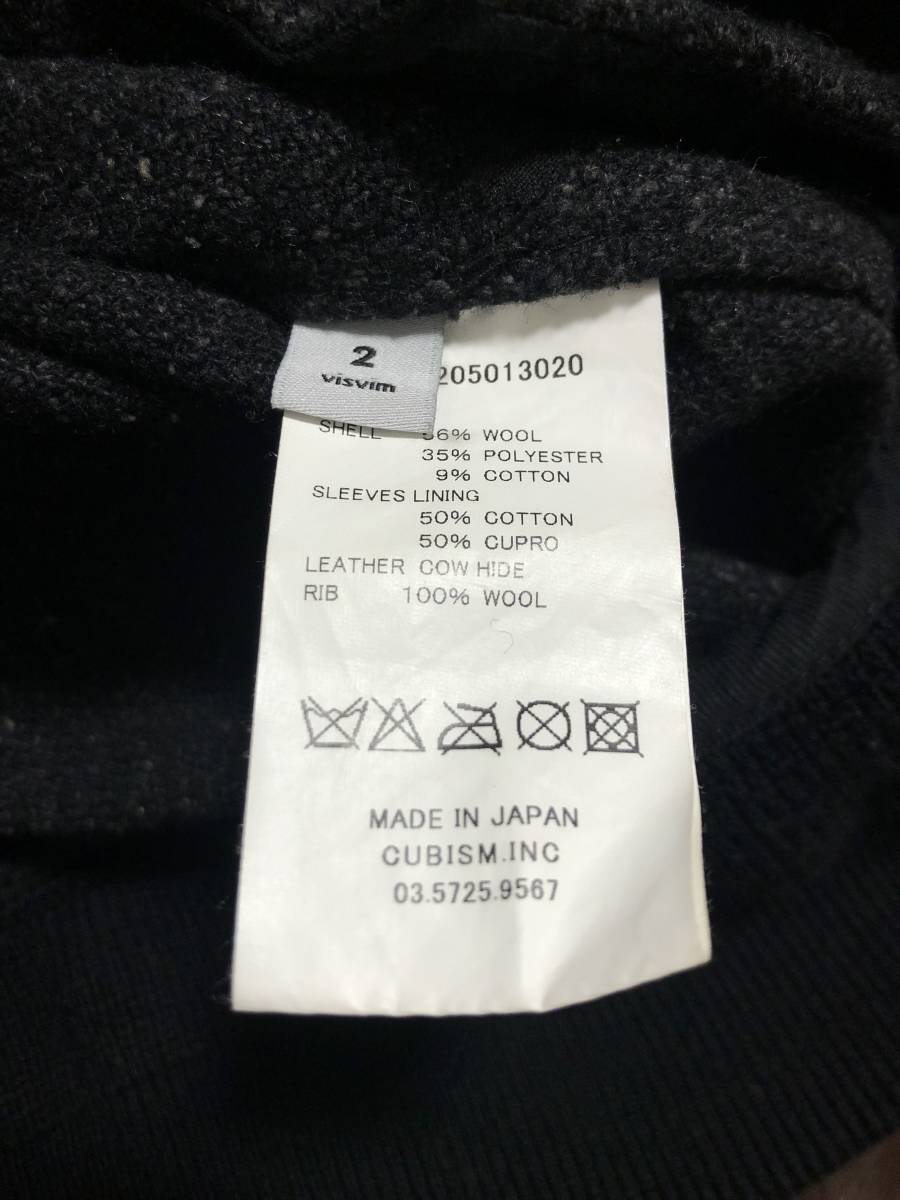 2
visvim
205013020
SHELL 56% WOOL
35% POLYESTER
9% COTTON
SLEEVES LINING
50% COTTON
50% CUPRO
LEATHER COW HIDE
RIB 100% WOOL
MADE IN JAPAN
CUBISM.INC
03.5725.9567